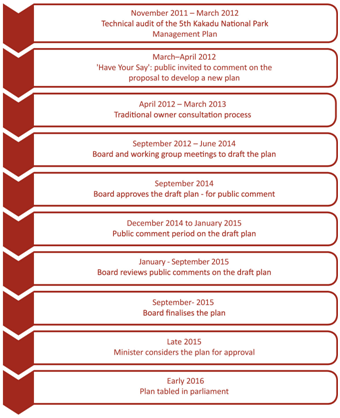 November 2011 – March 2012
Technical audit of the 5th Kakadu National Park
Management Plan
March–April 2012
'Have Your Say': public invited to comment on the
proposal to develop a new plan
April 2012 – March 2013
Traditional owner consultation process
September 2012 – June 2014
Board and working group meetings to draft the plan
September 2014
Board approves the draft plan - for public comment
December 2014 to January 2015
Public comment period on the draft plan
January - September 2015
Board reviews public comments on the draft plan
September- 2015
Board finalises the plan
Late 2015
Minister considers the plan for approval
Early 2016
Plan tabled in parliament